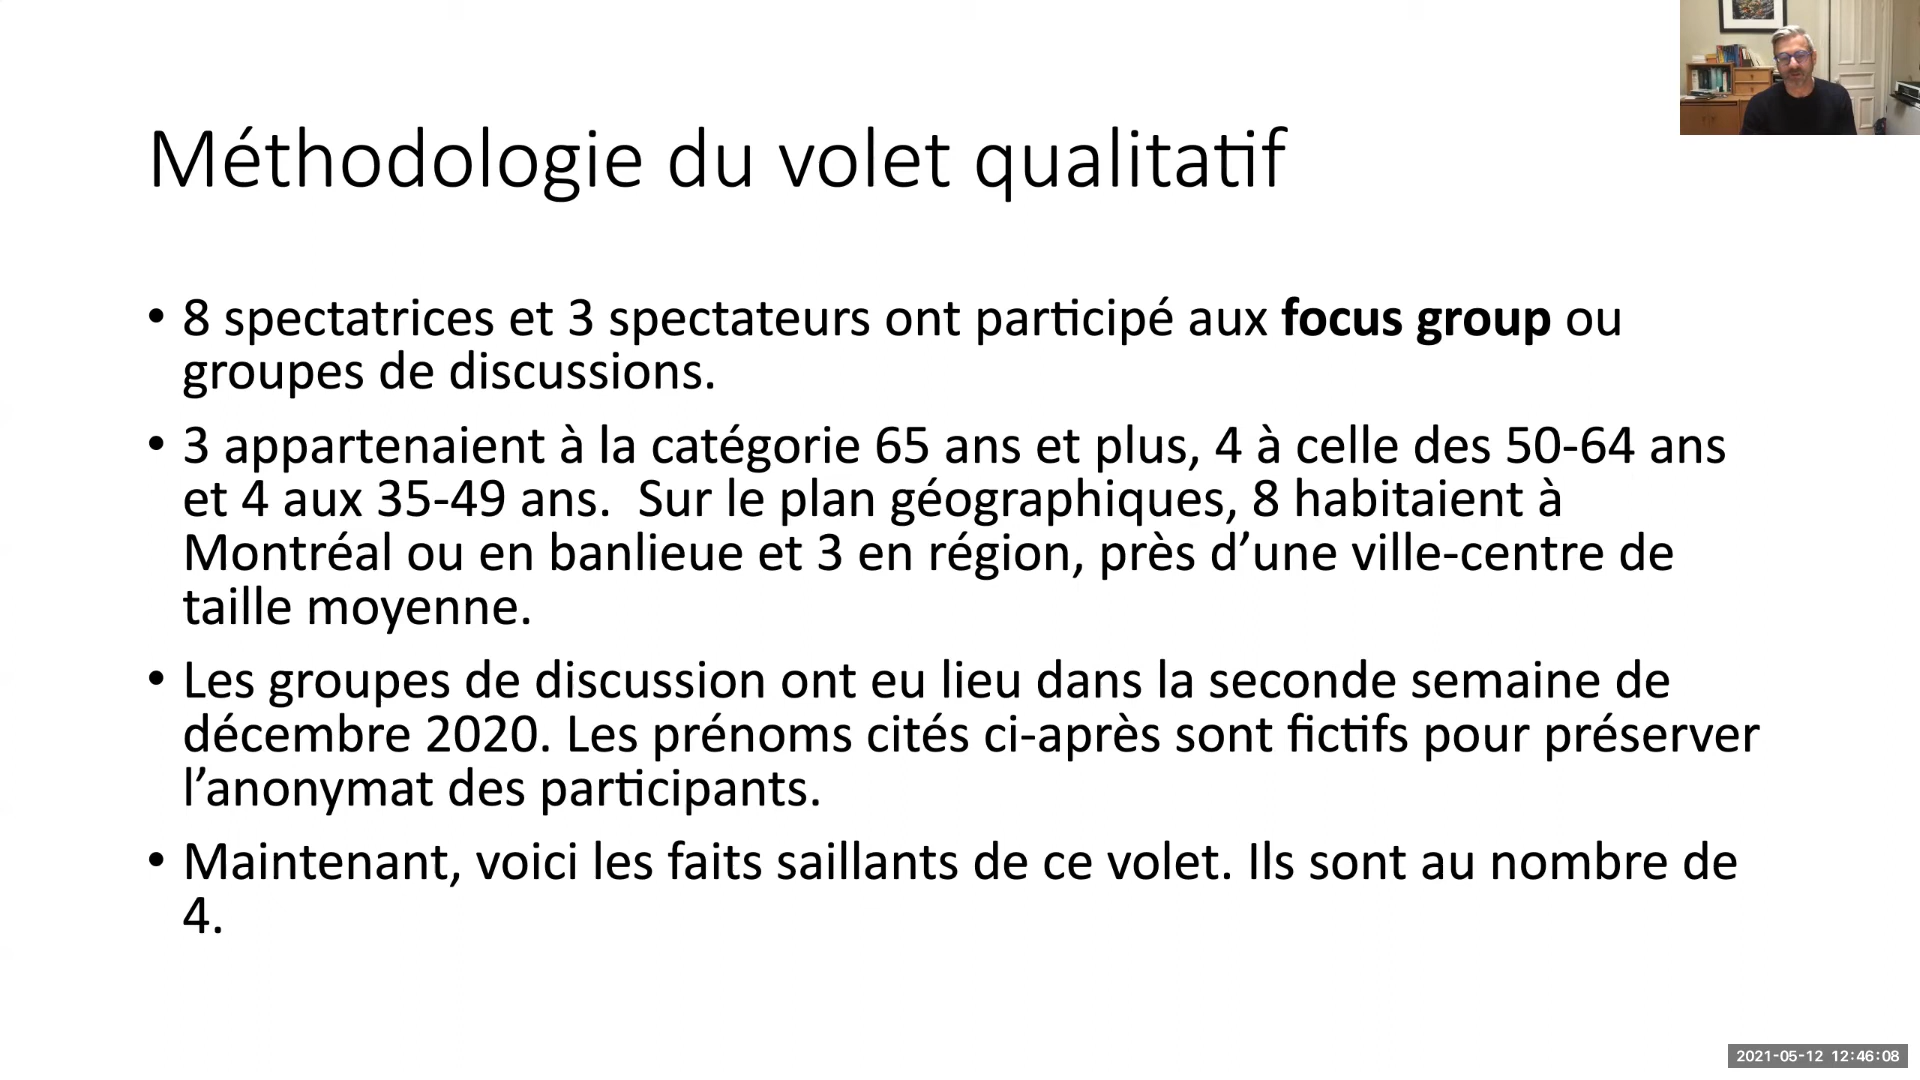 Méthodologie du volet qualitatif
• 8 spectatrices et 3 spectateurs ont participé aux focus group ou
groupes de discussions.
• 3 appartenaient à la catégorie 65 ans et plus, 4 à celle des 50-64 ans
et 4 aux 35-49 ans.  Sur le plan géographiques, 8 habitaient à
Montréal ou en banlieue et 3 en région, près d’une ville-centre de
taille moyenne.
• Les groupes de discussion ont eu lieu dans la seconde semaine de
décembre 2020. Les prénoms cités ci-après sont fictifs pour préserver
l’anonymat des participants.
• Maintenant, voici les faits saillants de ce volet. Ils sont au nombre de
4.
2021-05-12 12:46:08